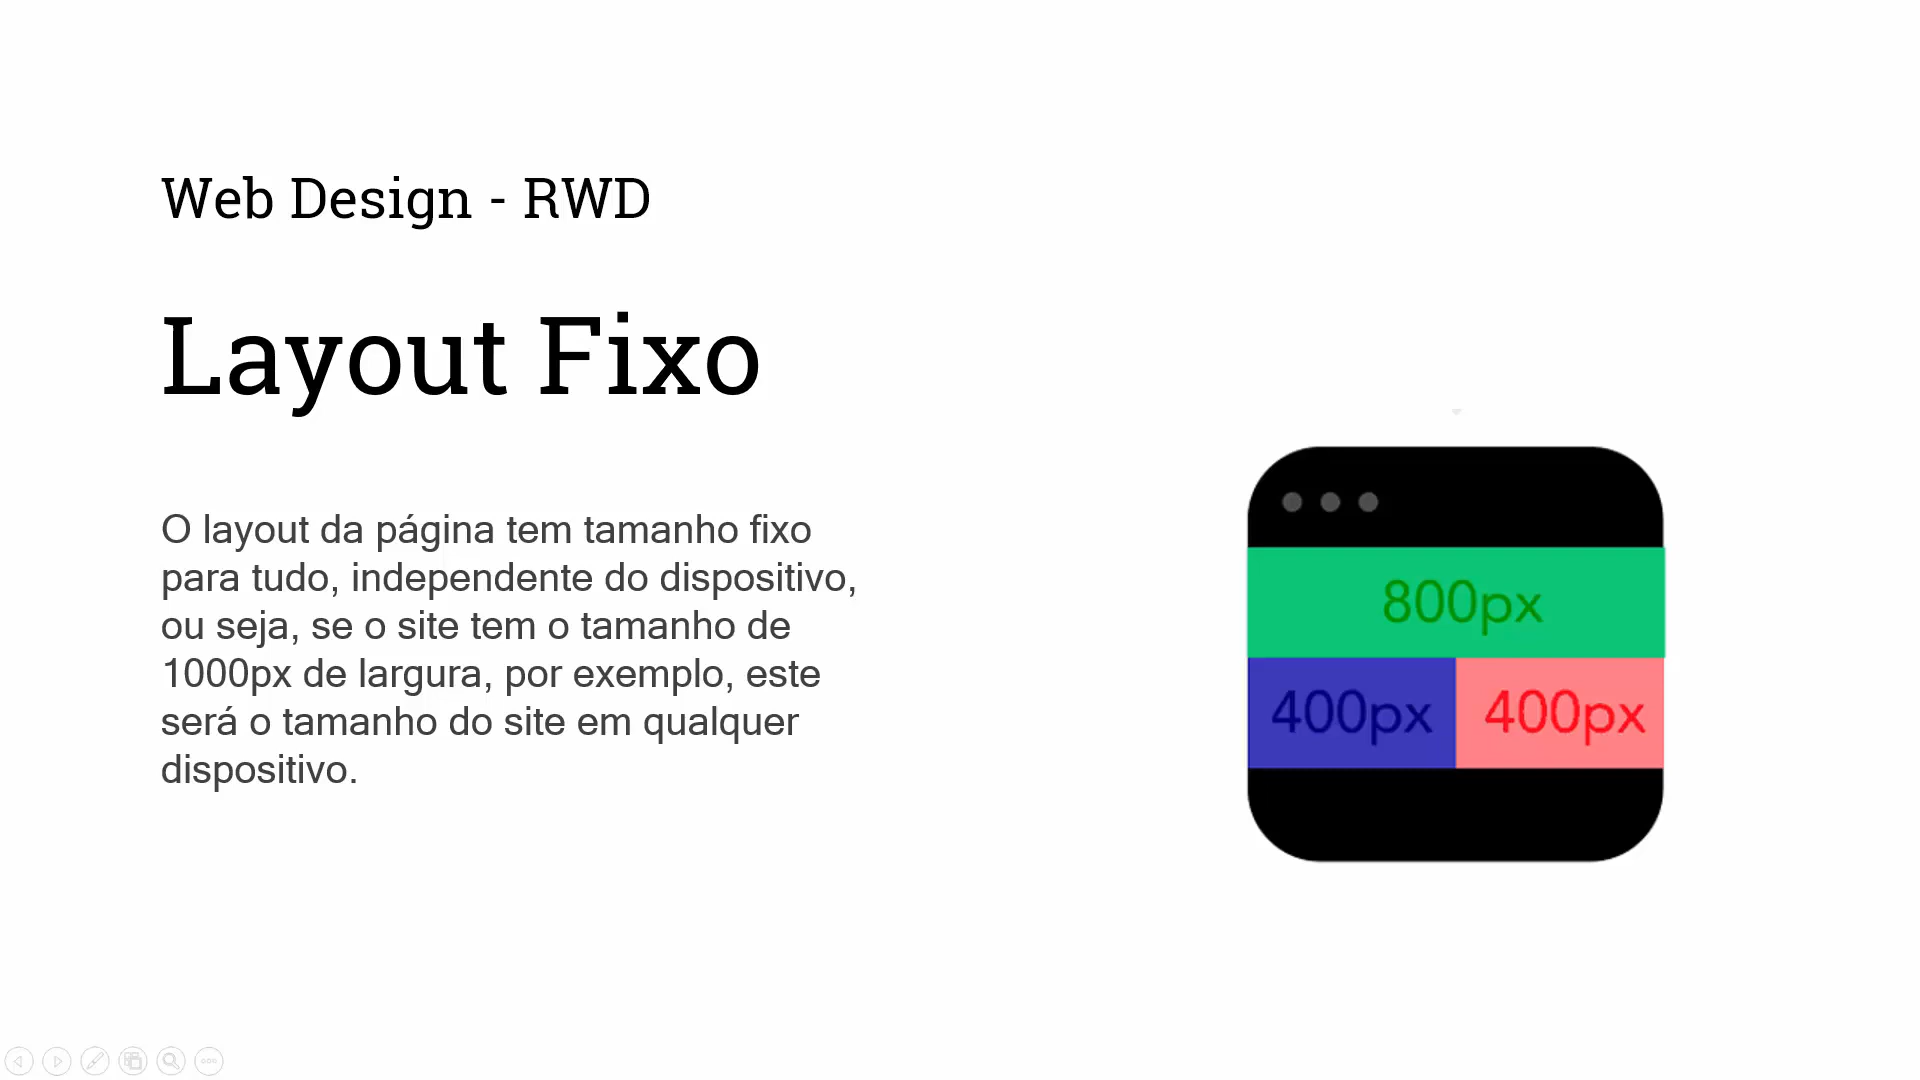 Web Design - RWD
Layout Fixo
O layout da página tem tamanho fixo
para tudo, independente do dispositivo,
ou seja, se o site tem o tamanho de
1000px de largura, por exemplo, este
será o tamanho do site em qualquer
dispositivo.
800px
400px 400px